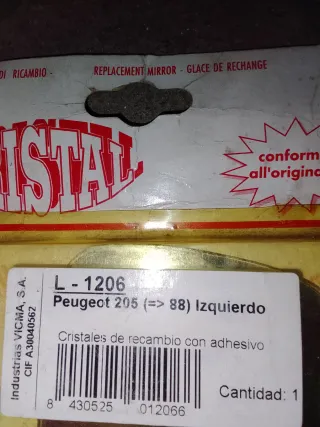 DI RICAMBIO - REPLACEMENT MIRROR - GLACE DE RECHANGE
ISTAL
conform
all'origina
L - 1206
Peugeot 205 (=> 88) Izquierdo
Cristales de recambio con adhesivo
Industrias VICMA, S.A.
CIF A30040562
Cantidad: 1
8 430525 012066